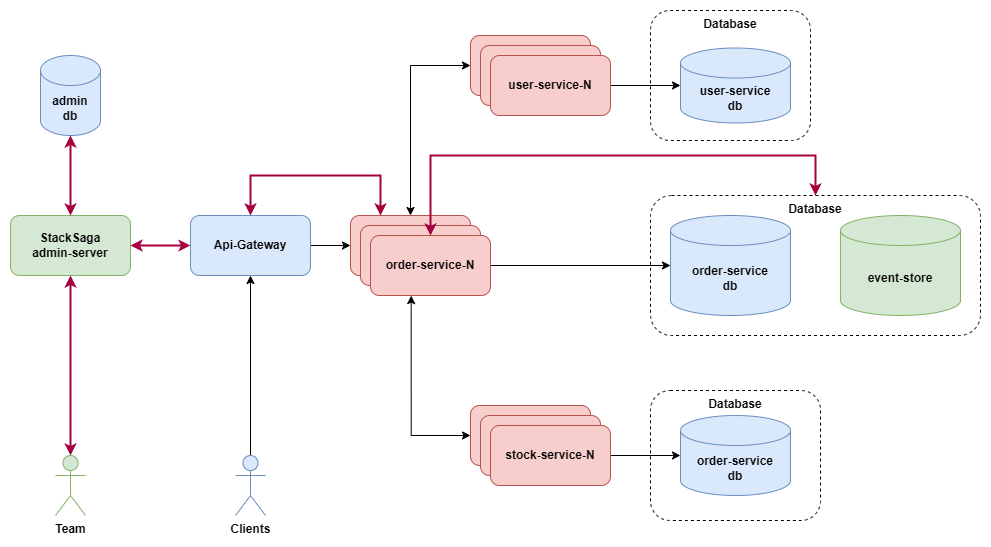 Database
user-service-N
user-service
db
admin
db
Database
StackSaga
admin-server
Api-Gateway
order-service-N
order-service
db
event-store
Database
stock-service-N
order-service
db
Team
Clients